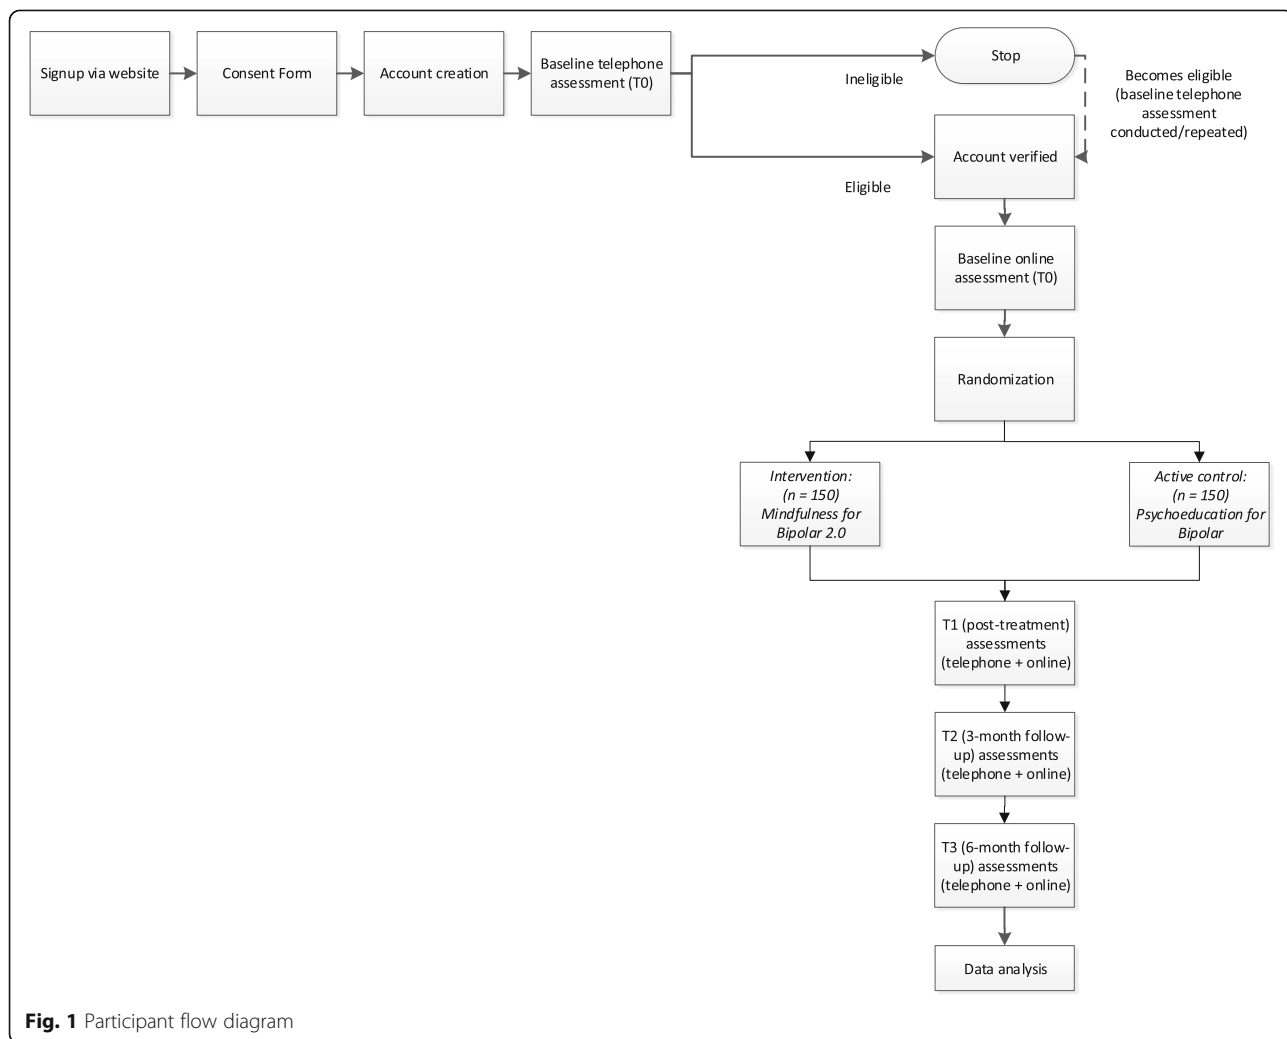 Signup via website
Consent Form
Account creation
Baseline telephone
assessment (T0)
Ineligible
Stop
Becomes eligible
(baseline telephone
assessment
conducted/repeated)
Eligible
Account verified
Baseline online
assessment (T0)
Randomization
Intervention:
(n = 150)
Mindfulness for
Bipolar 2.0
Active control:
(n = 150)
Psychoeducation for
Bipolar
T1 (post-treatment)
assessments
(telephone + online)
T2 (3-month follow-
up) assessments
(telephone + online)
T3 (6-month follow-
up) assessments
(telephone + online)
Data analysis
Fig. 1 Participant flow diagram